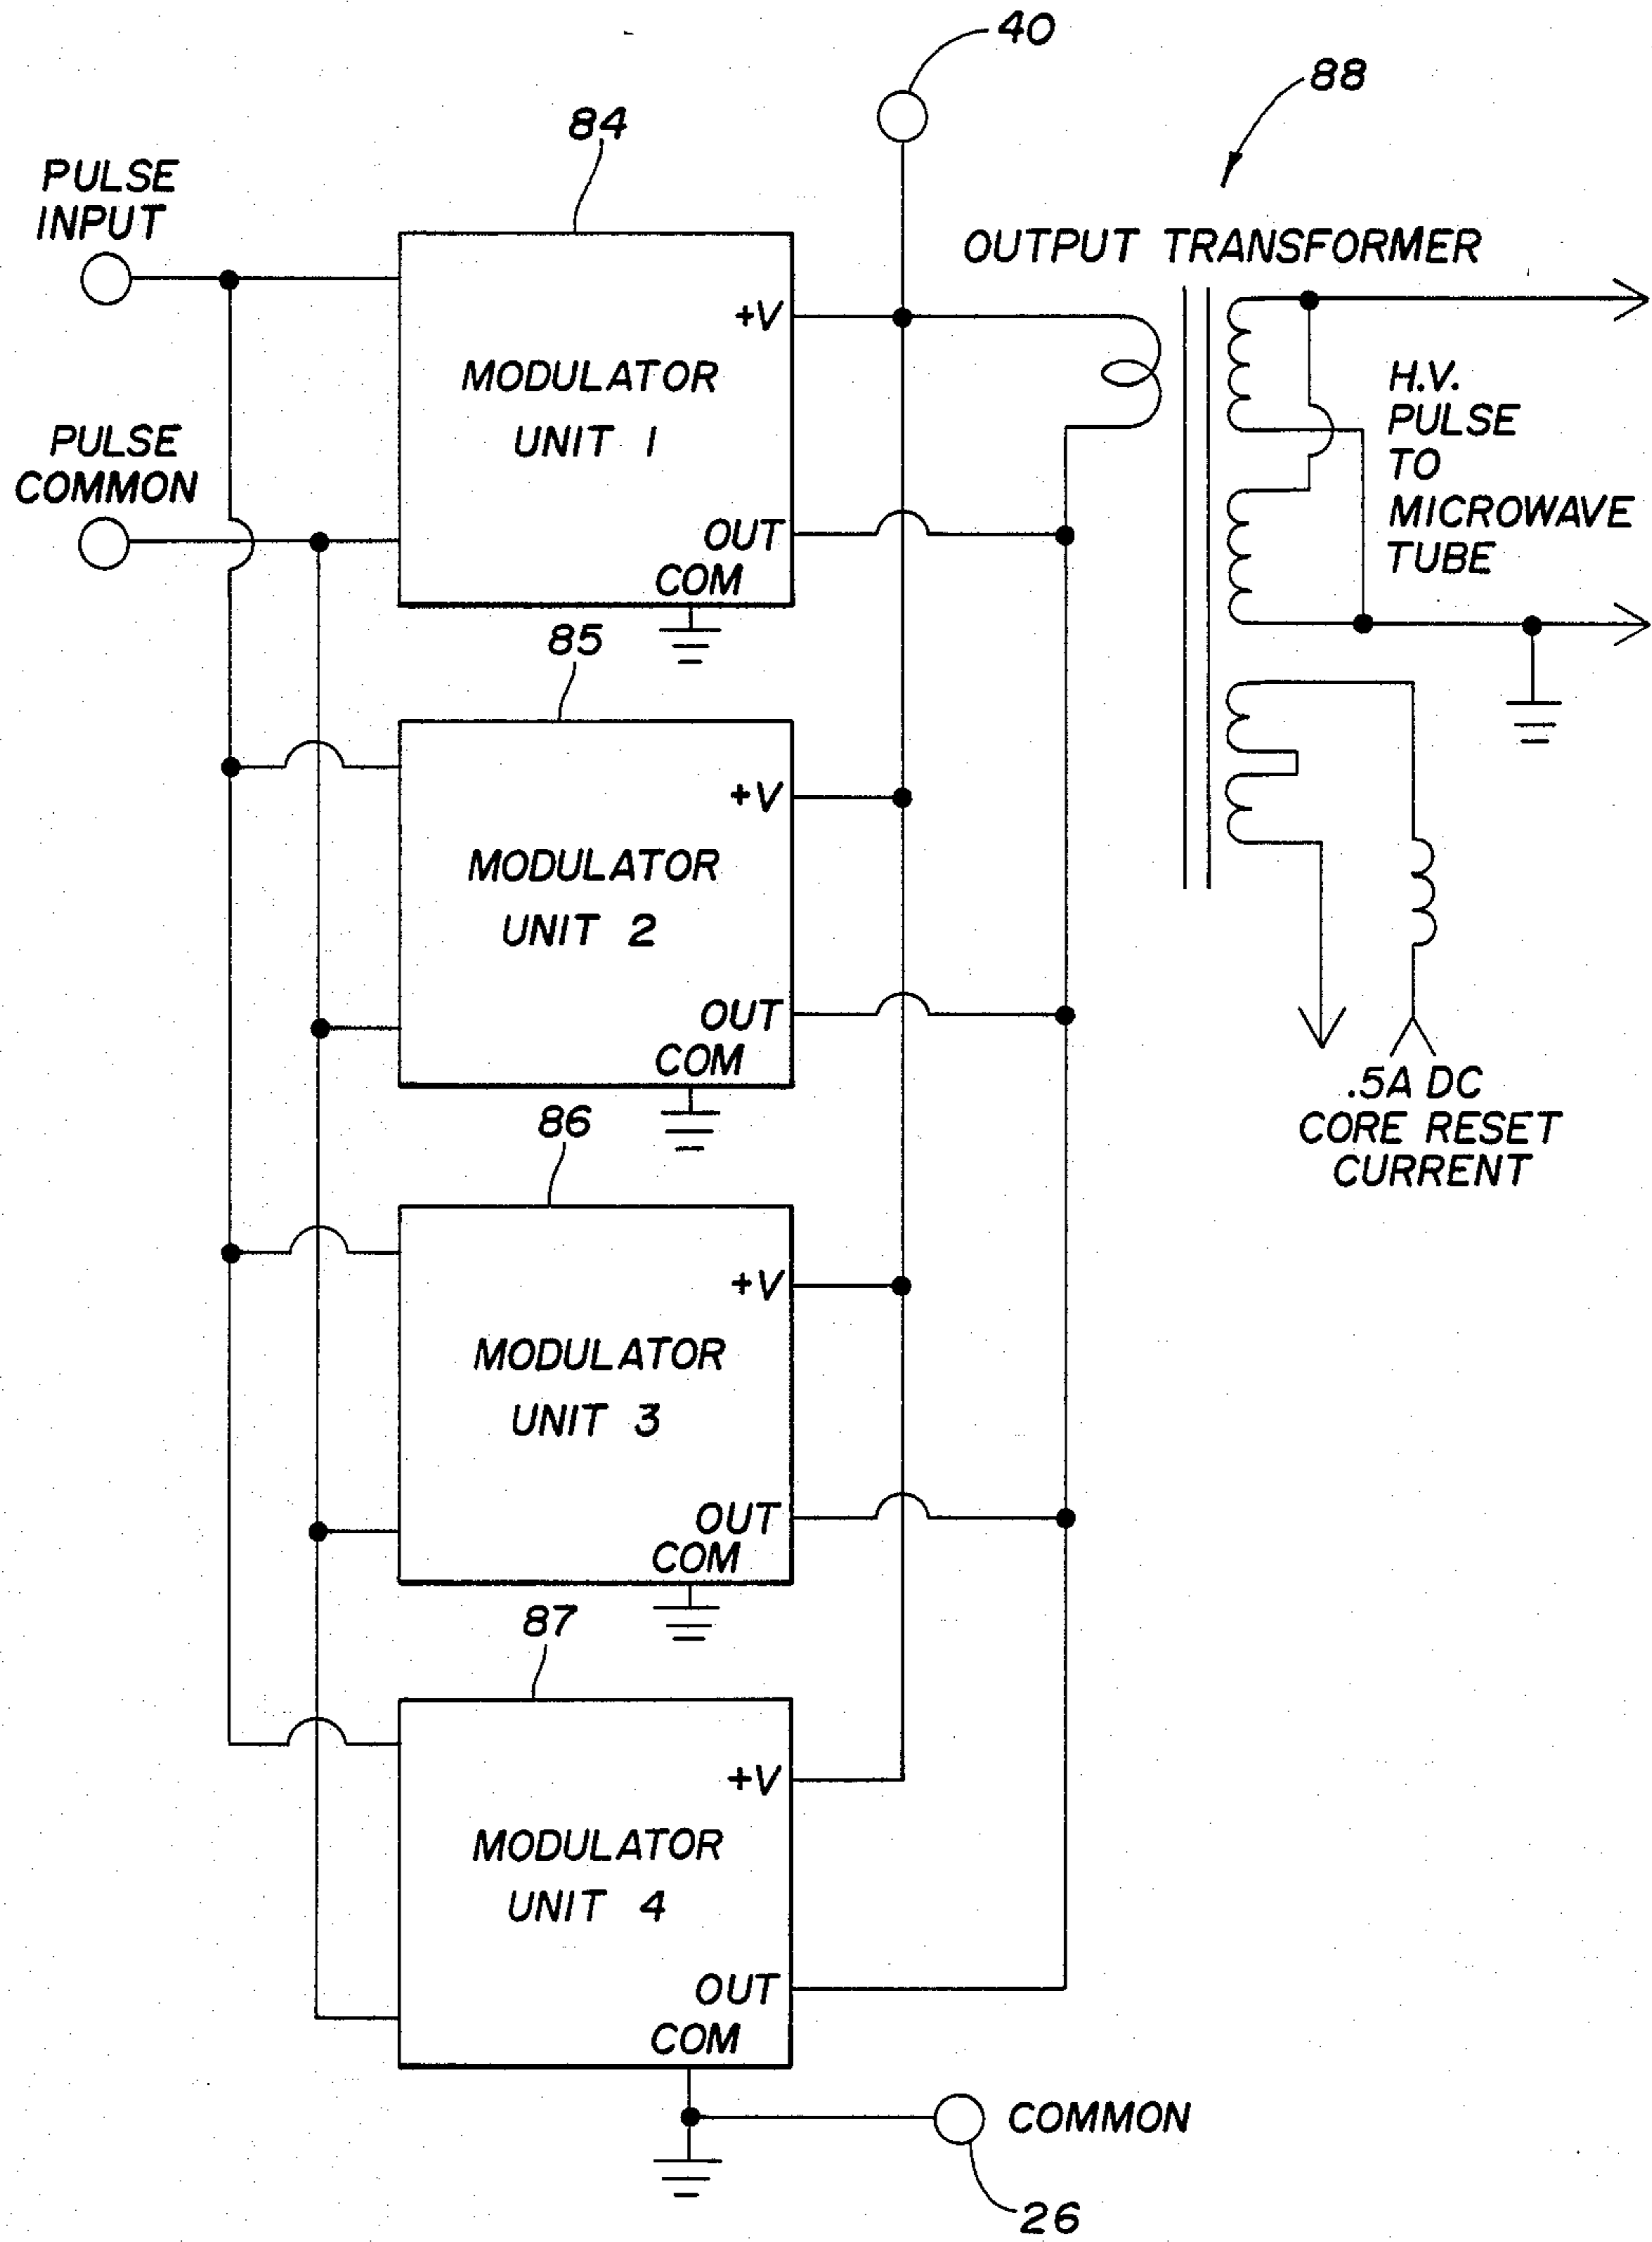 40
88
84
PULSE
INPUT
OUTPUT TRANSFORMER
+V
MODULATOR
UNIT 1
H.V.
PULSE
TO
MICROWAVE
TUBE
PULSE
COMMON
OUT
COM
85
+V
MODULATOR
UNIT 2
OUT
COM
.5A DC
CORE RESET
CURRENT
86
+V
MODULATOR
UNIT 3
OUT
COM
87
+V
MODULATOR
UNIT 4
OUT
COM
COMMON
26